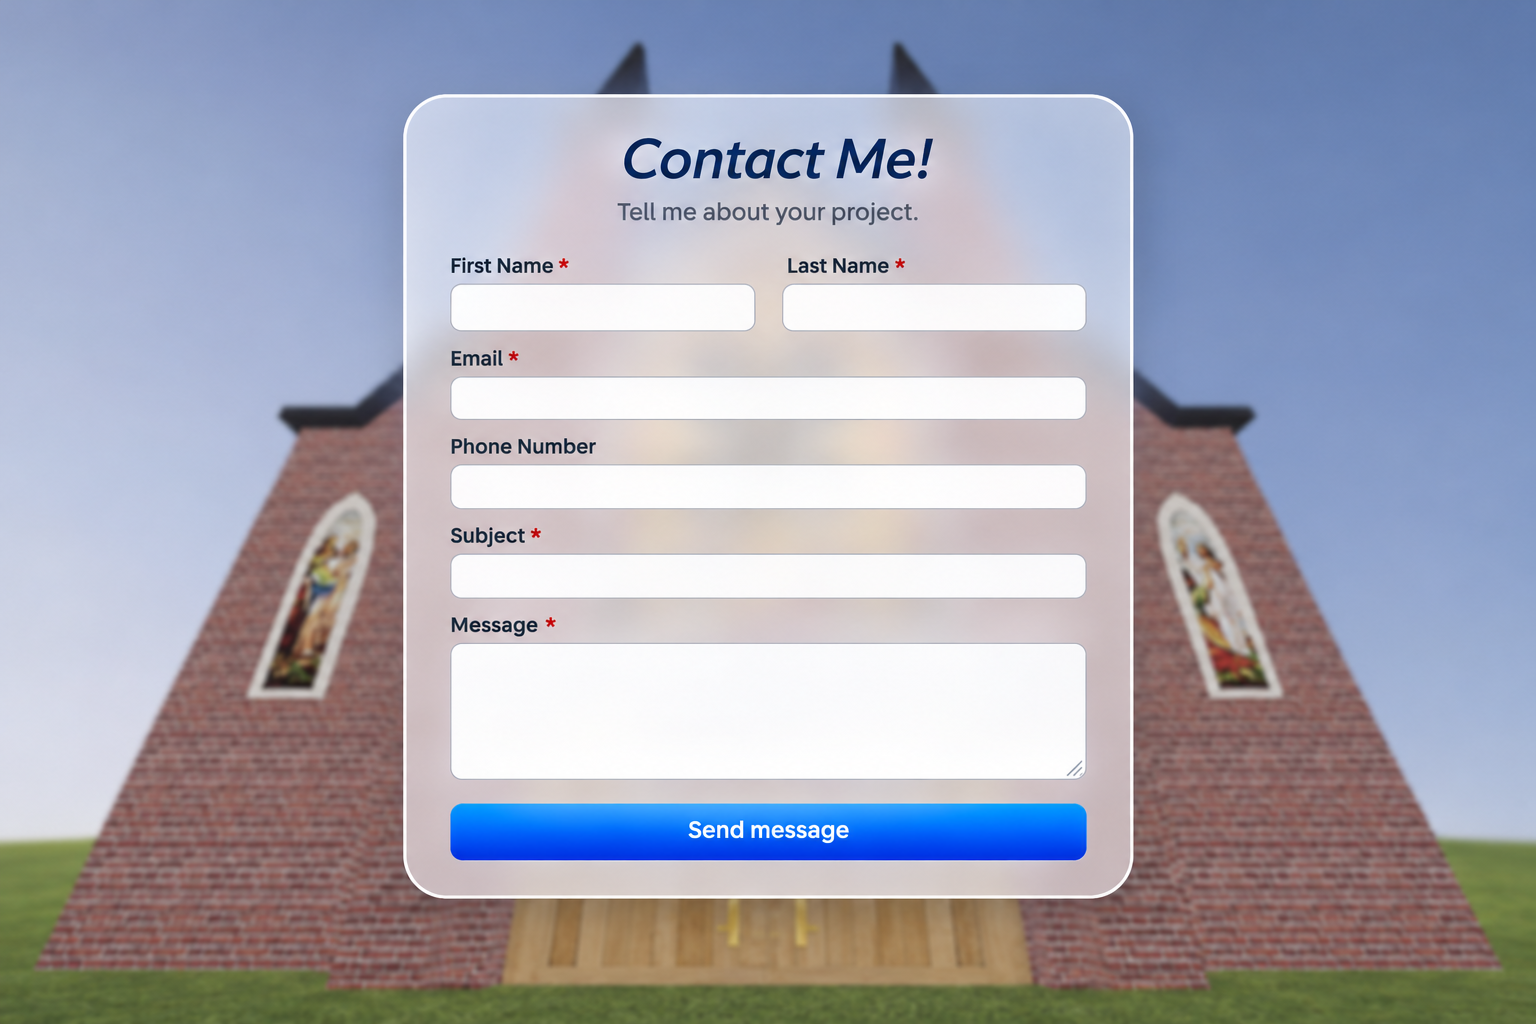 Contact Me!
Tell me about your project.
First Name *
Last Name *
Email *
Phone Number
Subject *
Message *
Send message